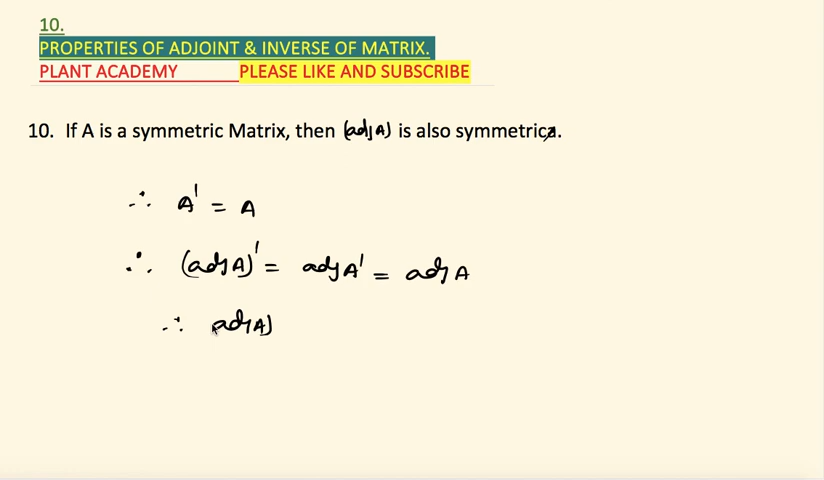 10.
PROPERTIES OF ADJOINT & INVERSE OF MATRIX.
PLANT ACADEMY PLEASE LIKE AND SUBSCRIBE
10. If A is a symmetric Matrix, then (adj A) is also symmetric.
∴ A' = A
∴ (adj A)' = adj A' = adj A
∴ adj A)